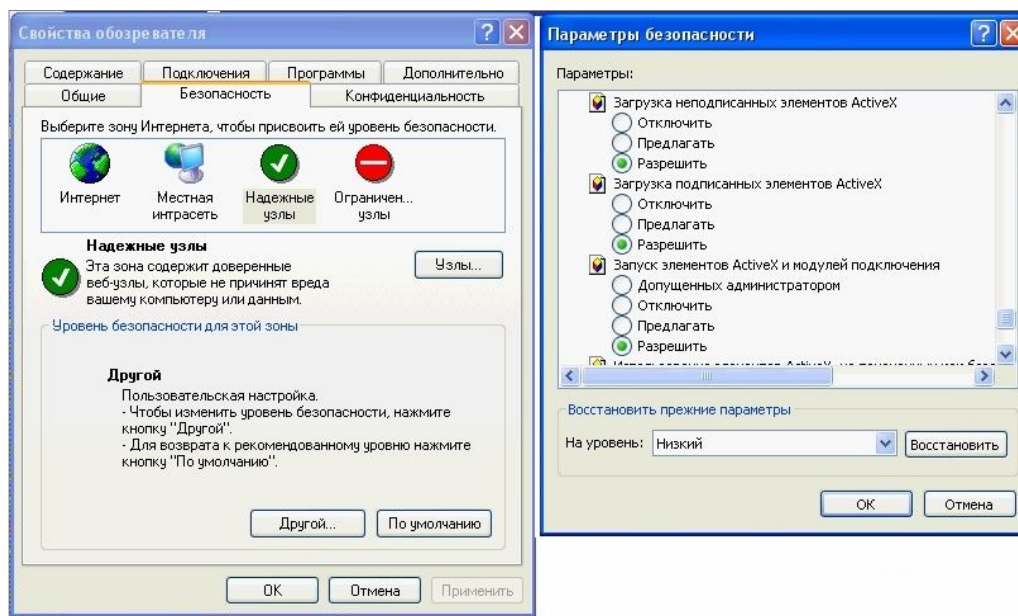 Свойства обозревателя
Содержание Подключения Программы Дополнительно
Общие Безопасность Конфиденциальность
Выберите зону Интернета, чтобы присвоить ей уровень безопасности.
Интернет
Местная
интрасеть
Надежные
узлы
Ограничен...
узлы
Надежные узлы
Эта зона содержит доверенные
веб-узлы, которые не причинят вреда
вашему компьютеру или данным.
Узлы...
Уровень безопасности для этой зоны
Другой
Пользовательская настройка.
- Чтобы изменить уровень безопасности, нажмите
кнопку "Другой".
- Для возврата к рекомендованному уровню нажмите
кнопку "По умолчанию".
Другой... По умолчанию
OK Отмена Применить
Параметры безопасности
Параметры:
Загрузка неподписанных элементов ActiveX
Отключить
Предлагать
Разрешить
Загрузка подписанных элементов ActiveX
Отключить
Предлагать
Разрешить
Запуск элементов ActiveX и модулей подключения
Допущенных администратором
Отключить
Предлагать
Разрешить
Восстановить прежние параметры
На уровень: Низкий Восстановить
OK Отмена